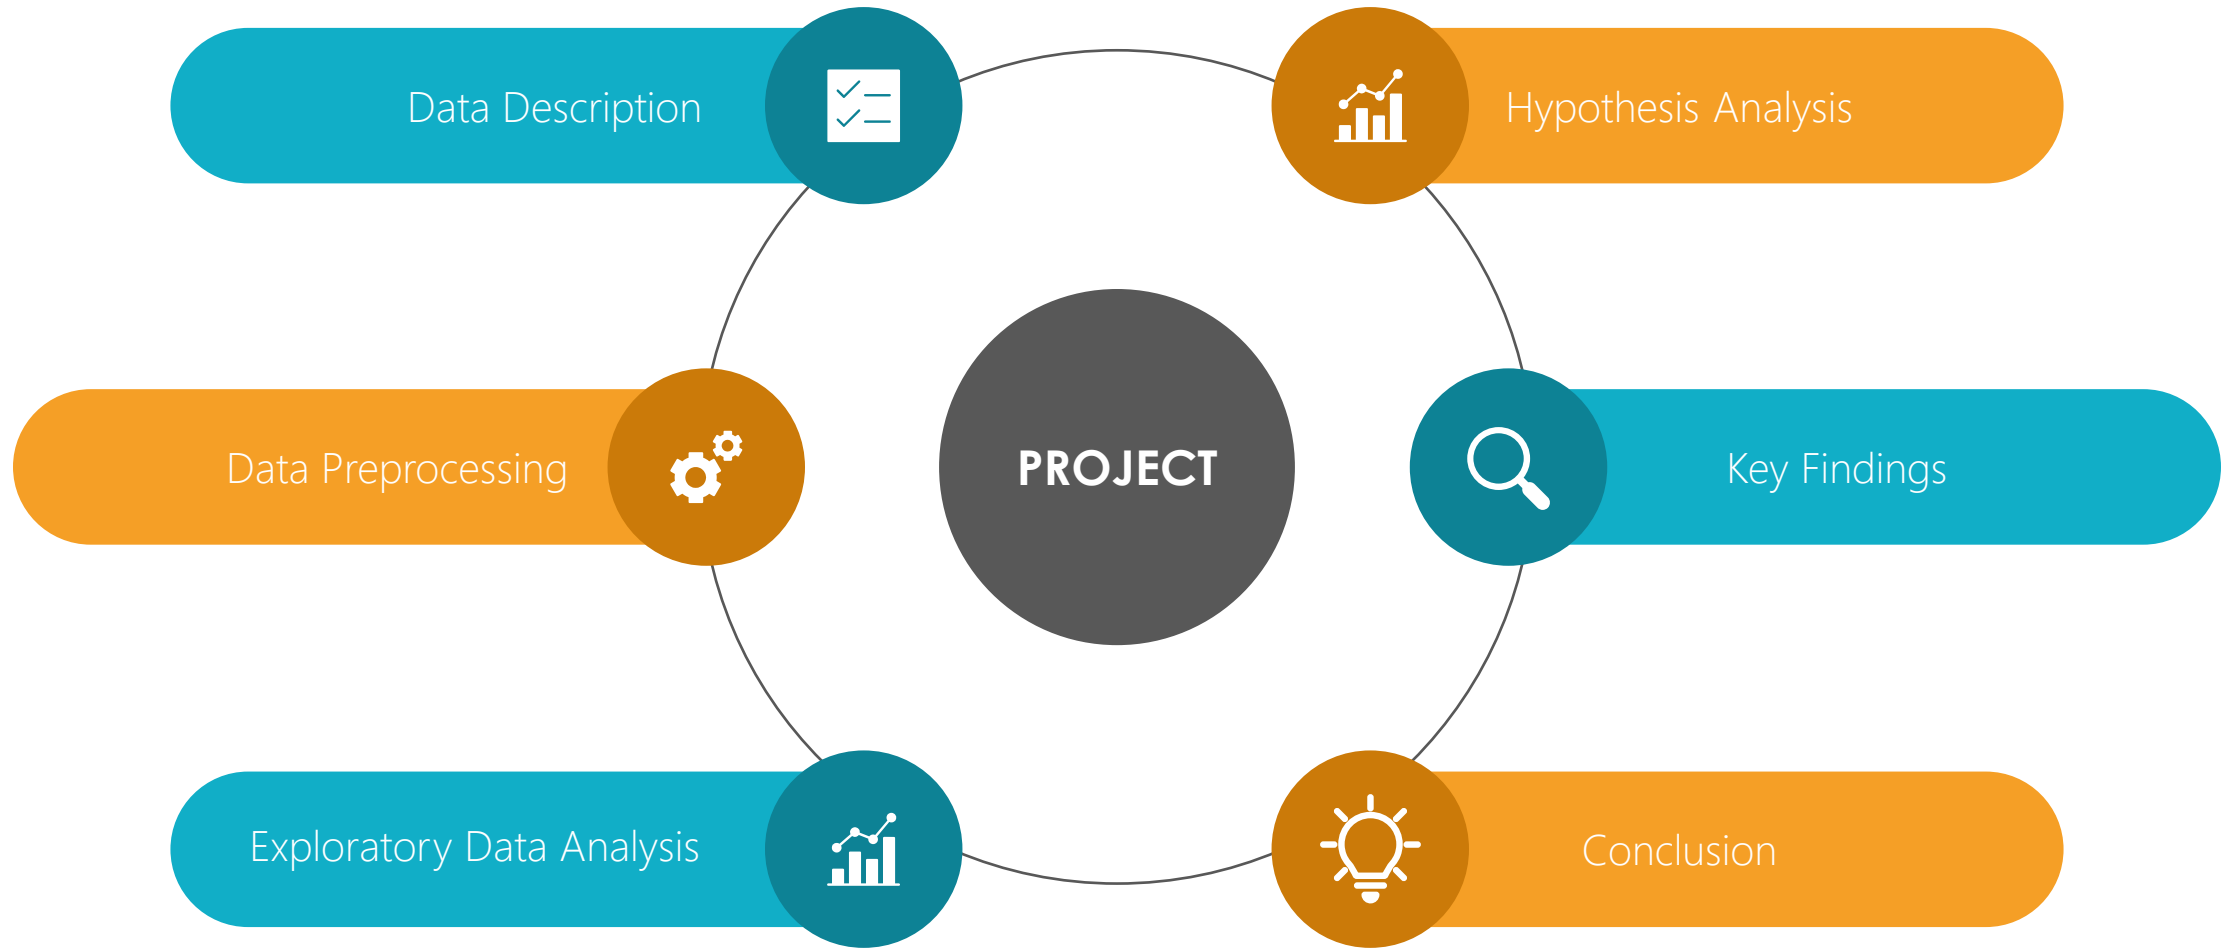 Data Description
Hypothesis Analysis
Data Preprocessing
PROJECT
Key Findings
Exploratory Data Analysis
Conclusion